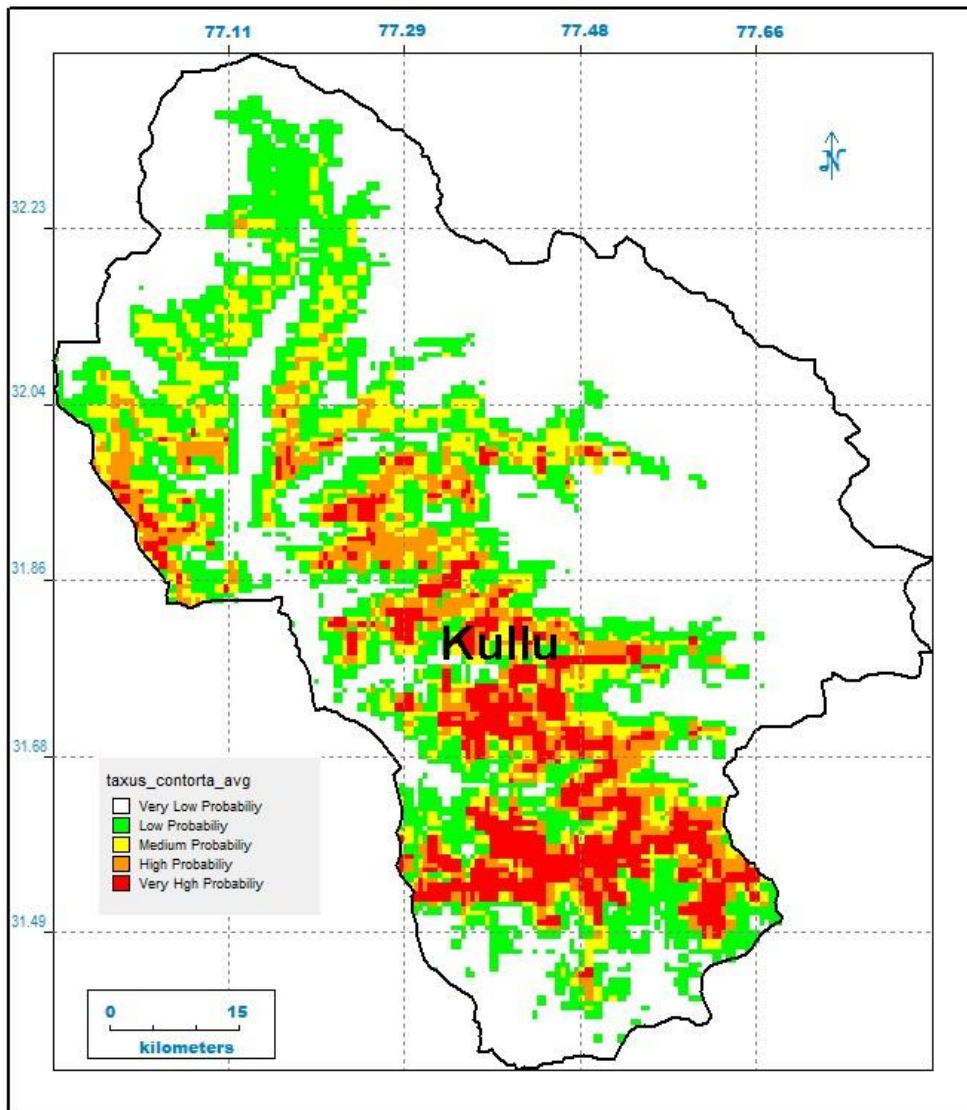 77.11 77.29 77.48 77.66
N
32.23
32.04
31.86
Kullu
31.68
taxus_contorta_avg
Very Low Probabiliy
Low Probabiliy
Medium Probabiliy
High Probabiliy
Very Hgh Probabiliy
31.49
0 15
kilometers